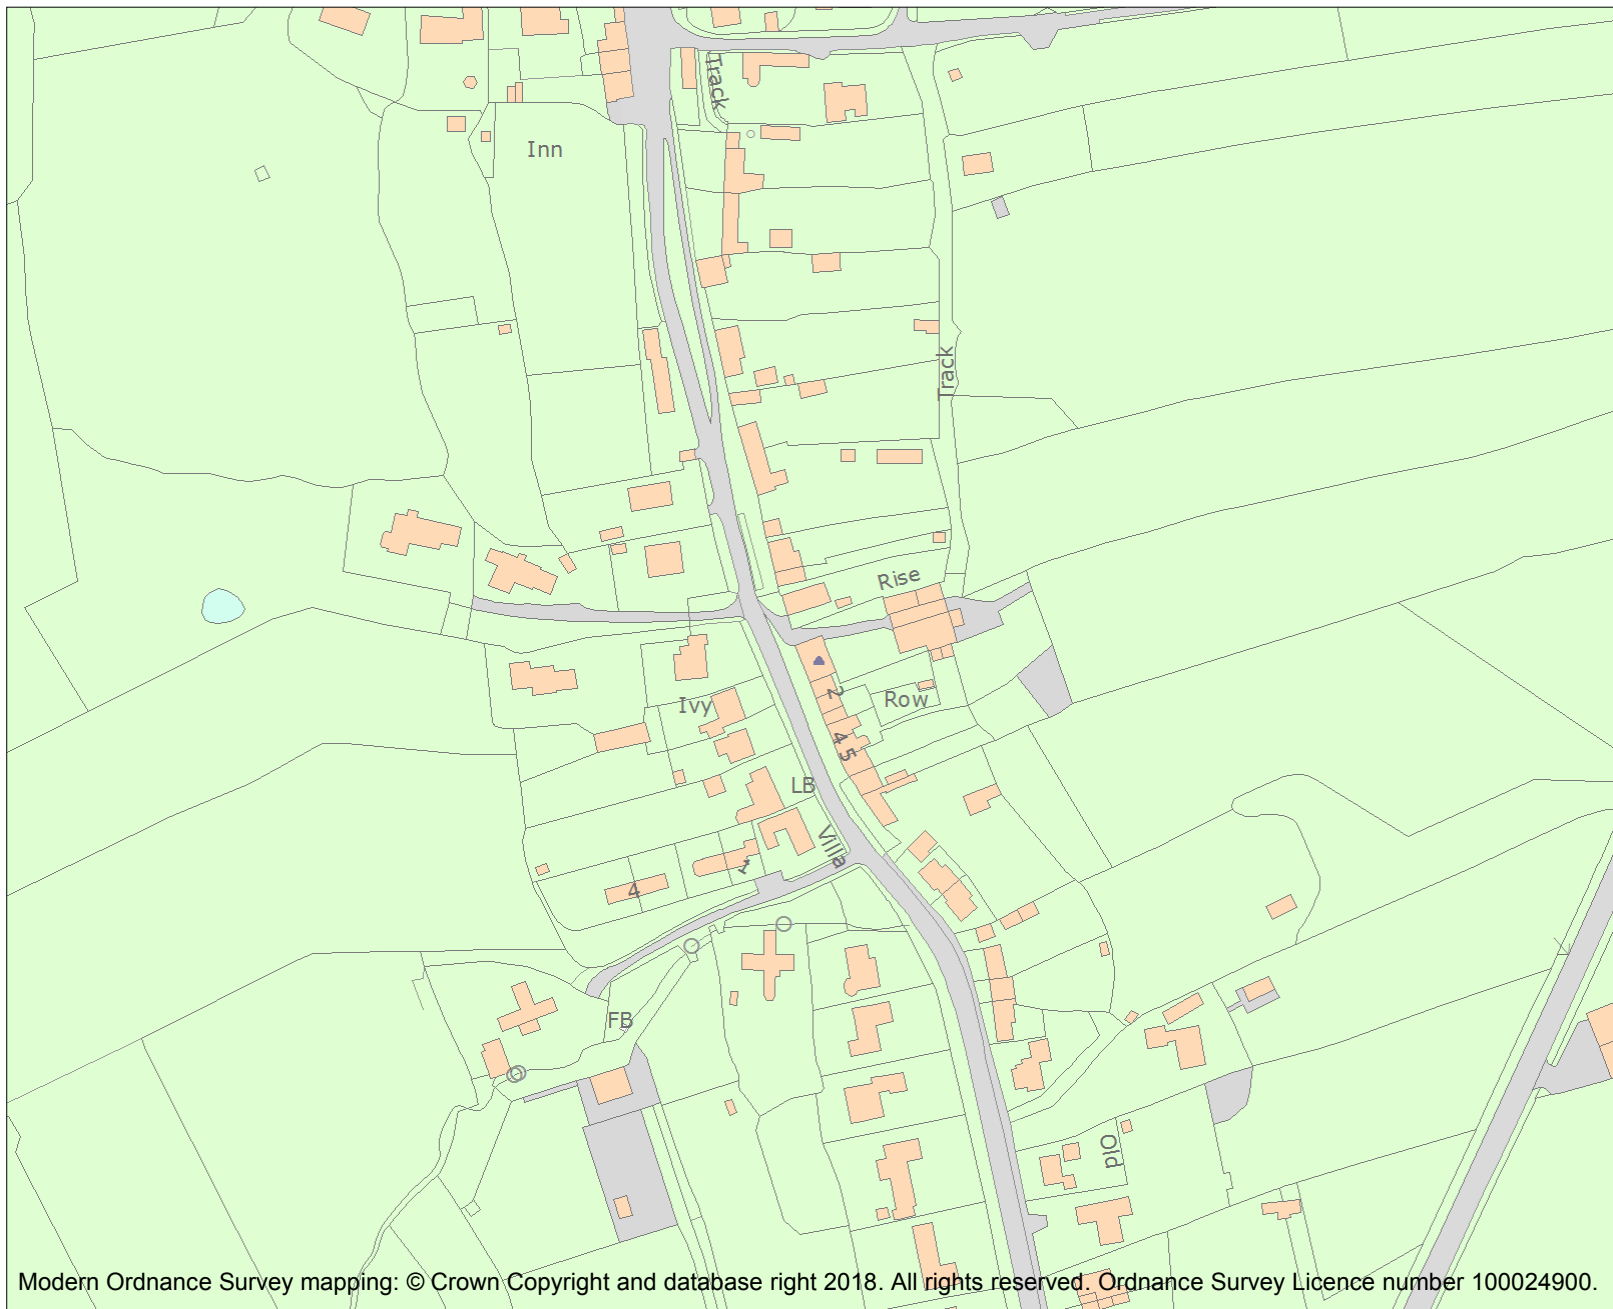 Track
Inn
Track
Rise
2
Row
Ivy
4 5
LB
Villa
1
4
FB
Old
Modern Ordnance Survey mapping: © Crown Copyright and database right 2018. All rights reserved. Ordnance Survey Licence number 100024900.